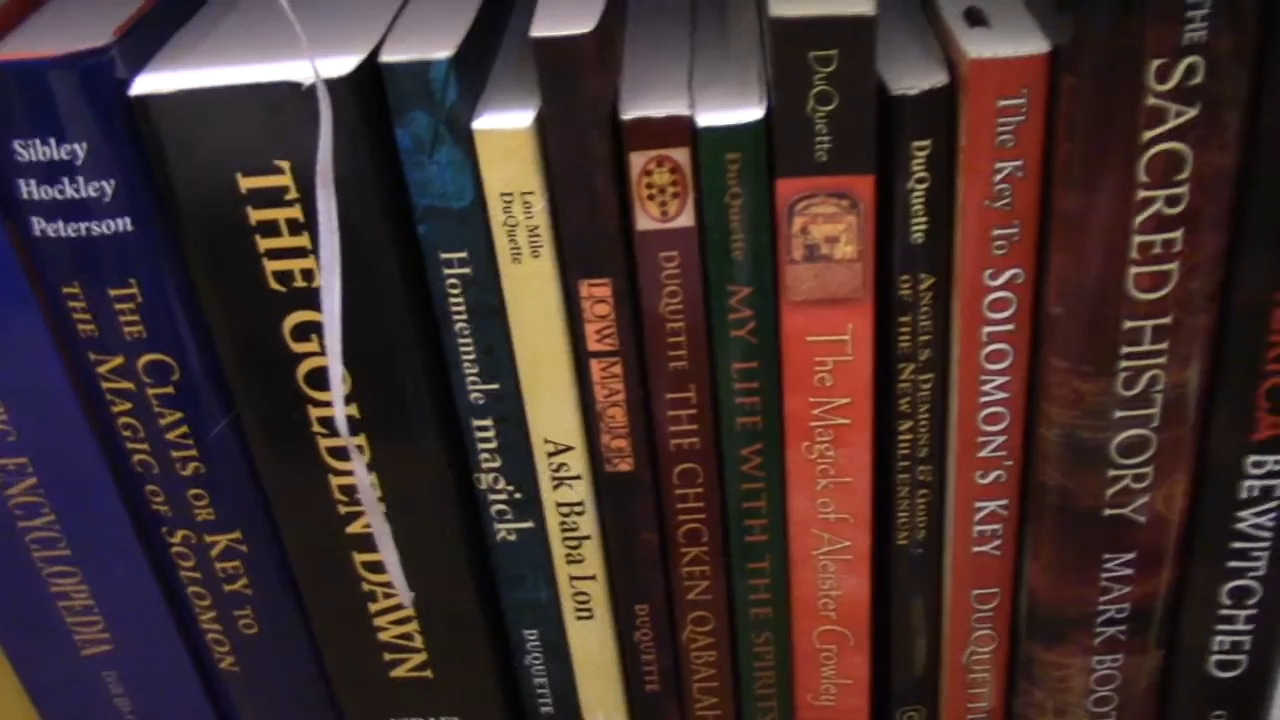 ENCYCLOPEDIA
Sibley
Hockley
Peterson
THE CLAVIS OR KEY TO
THE MAGIC OF SOLOMON
THE GOLDEN DAWN
Homemade magick
DUQUETTE
Lon Milo
DuQuette
Ask Baba Lon
LOW MAGICK
DUQUETTE
DUQUETTE THE CHICKEN QABALAH
DuQuette MY LIFE WITH THE SPIRITS
DuQuette
The Magick of Aleister Crowley
DuQuette
ANGELS, DEMONS & GODS
OF THE NEW MILLENNIUM
The Key To SOLOMON'S KEY DUQUETTE
THE SACRED HISTORY
MARK BOOT
BEWITCHED